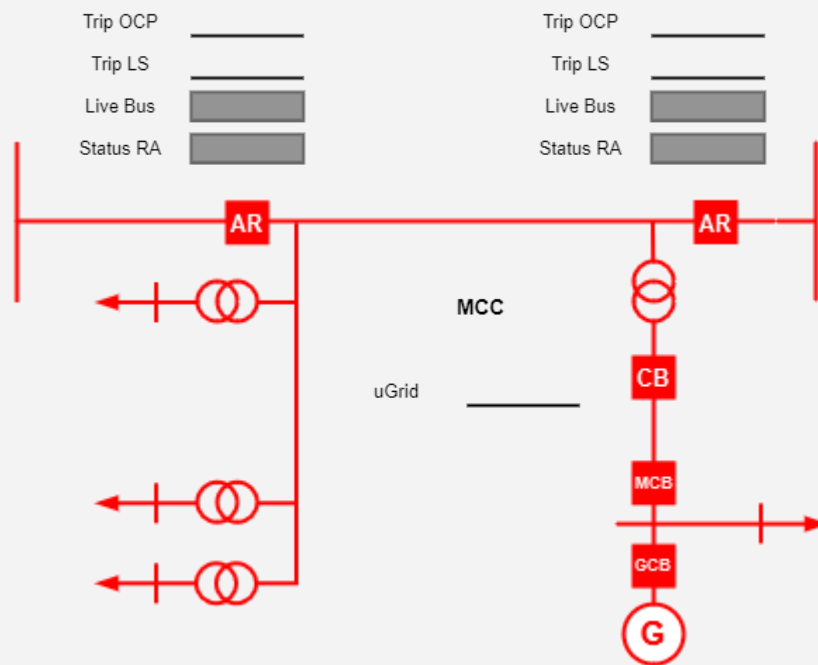 Trip OCP
Trip OCP
Trip LS
Trip LS
Live Bus
Live Bus
Status RA
Status RA
AR
AR
MCC
CB
uGrid
MCB
GCB
G